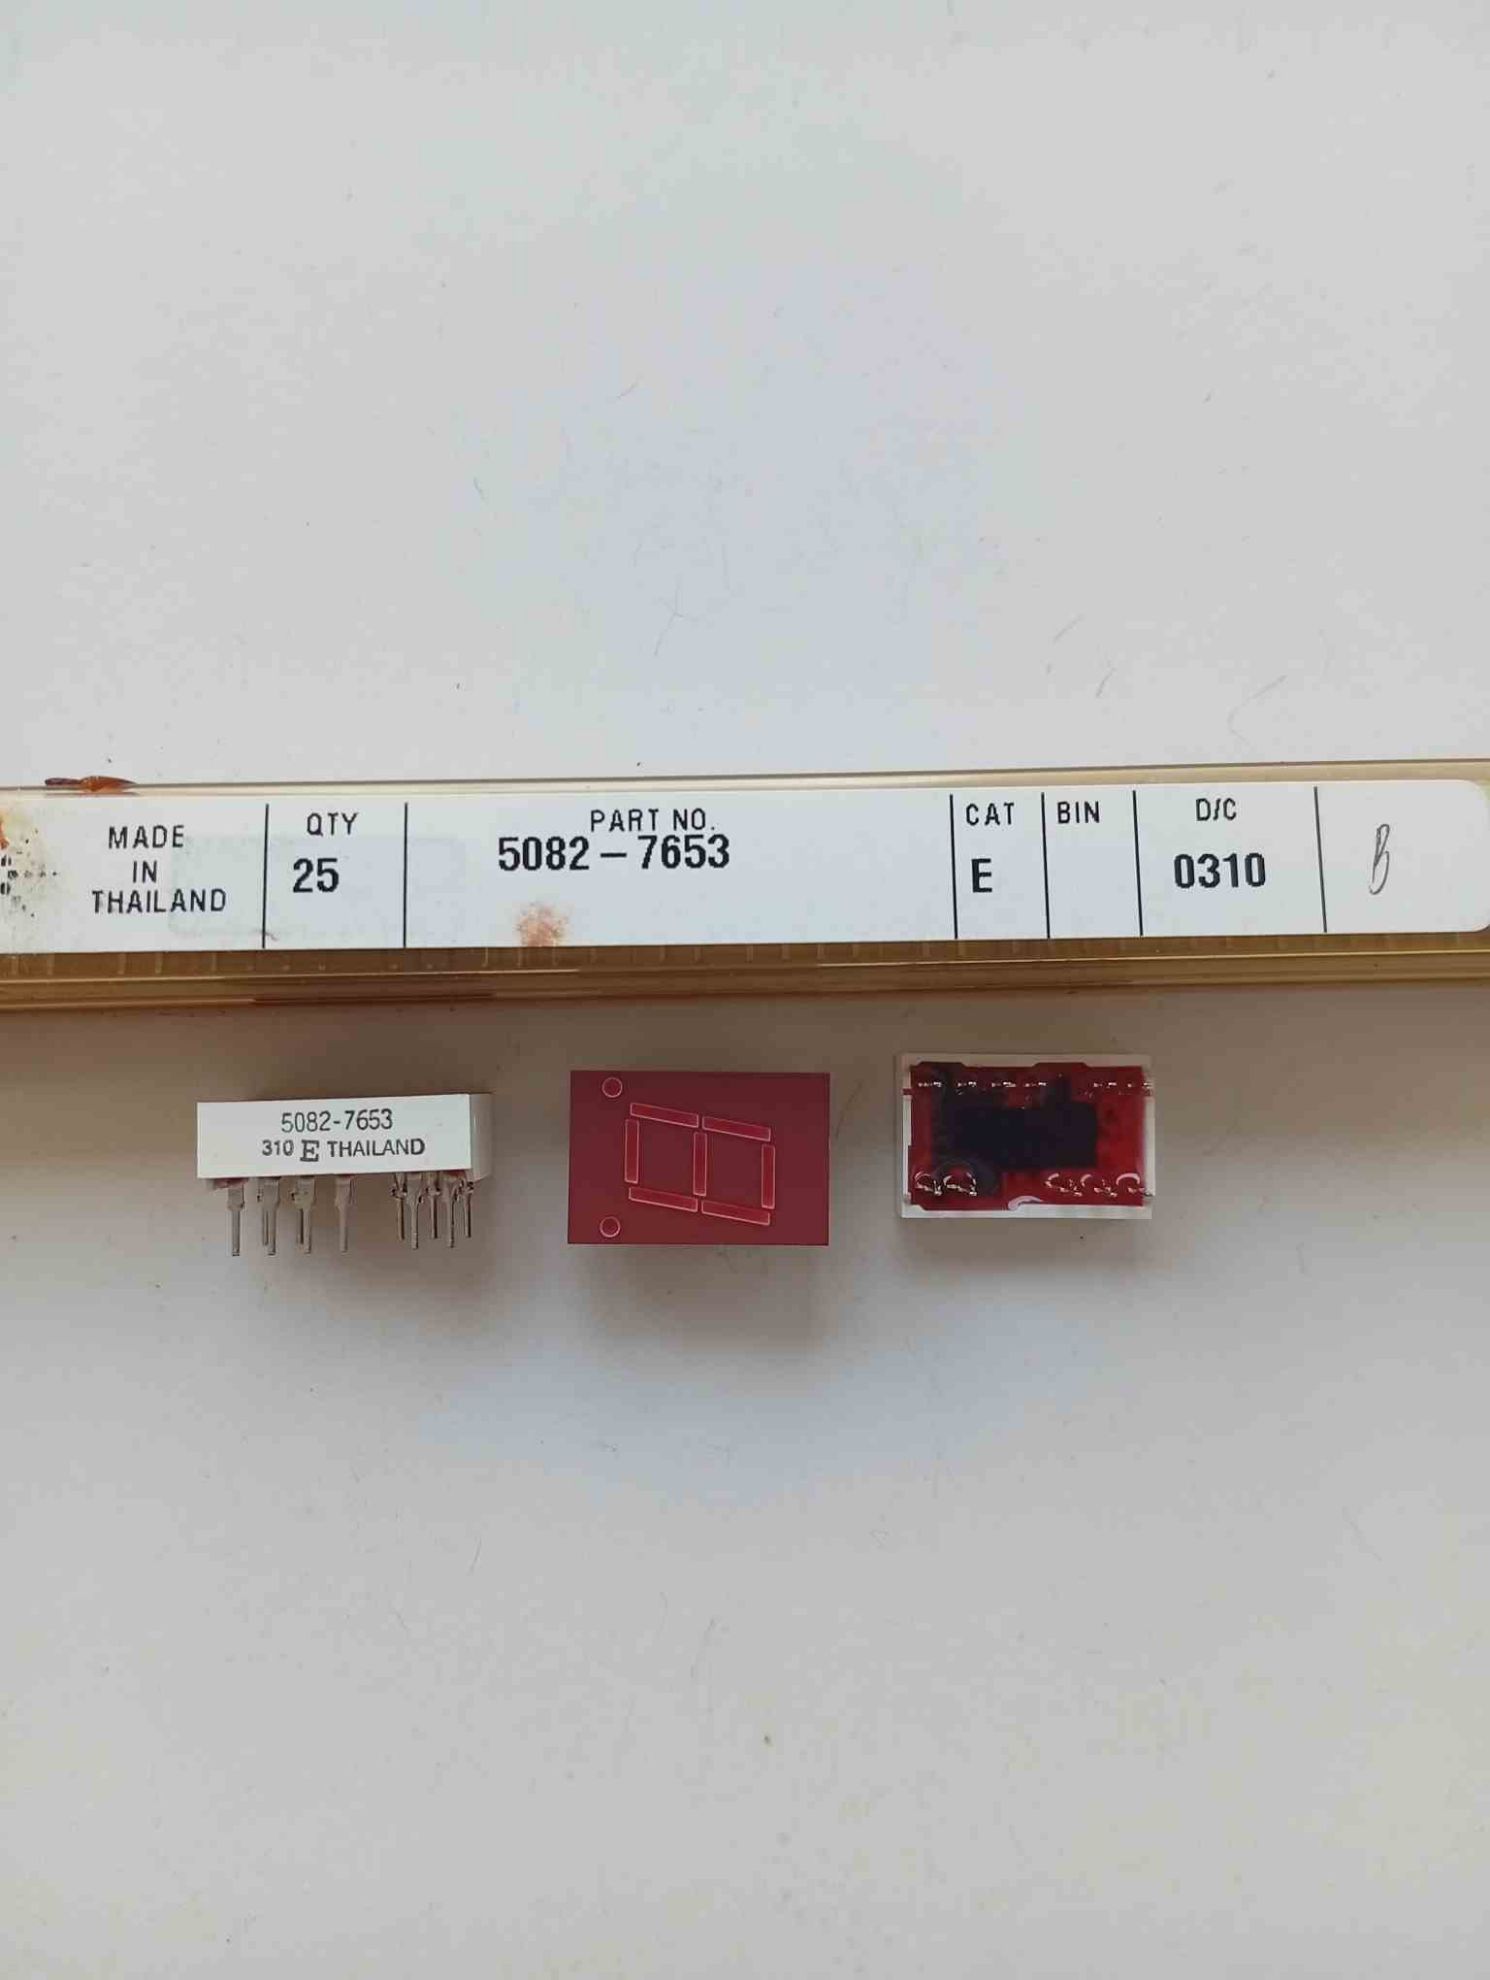 MADE
IN
THAILAND
QTY
25
PART NO.
5082-7653
CAT
E
BIN
D/C
0310
B
5082-7653
310 E THAILAND